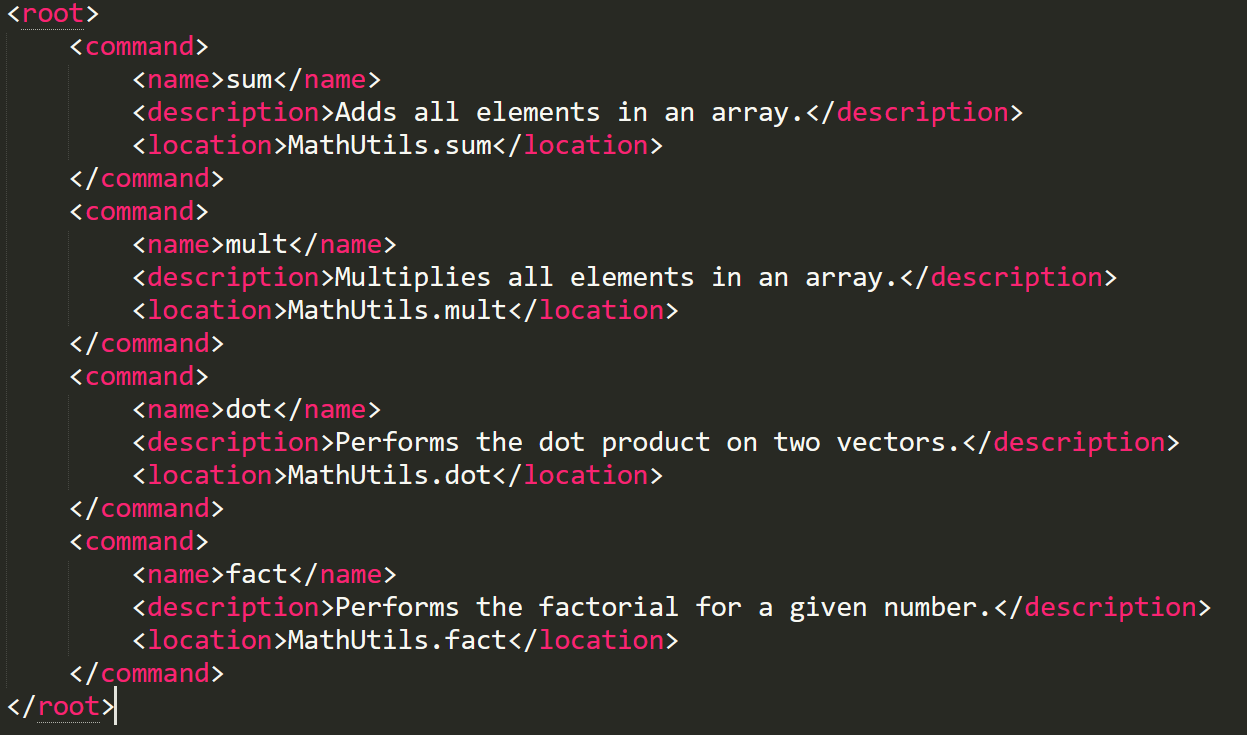 <root>
    <command>
        <name>sum</name>
        <description>Adds all elements in an array.</description>
        <location>MathUtils.sum</location>
    </command>
    <command>
        <name>mult</name>
        <description>Multiplies all elements in an array.</description>
        <location>MathUtils.mult</location>
    </command>
    <command>
        <name>dot</name>
        <description>Performs the dot product on two vectors.</description>
        <location>MathUtils.dot</location>
    </command>
    <command>
        <name>fact</name>
        <description>Performs the factorial for a given number.</description>
        <location>MathUtils.fact</location>
    </command>
</root>